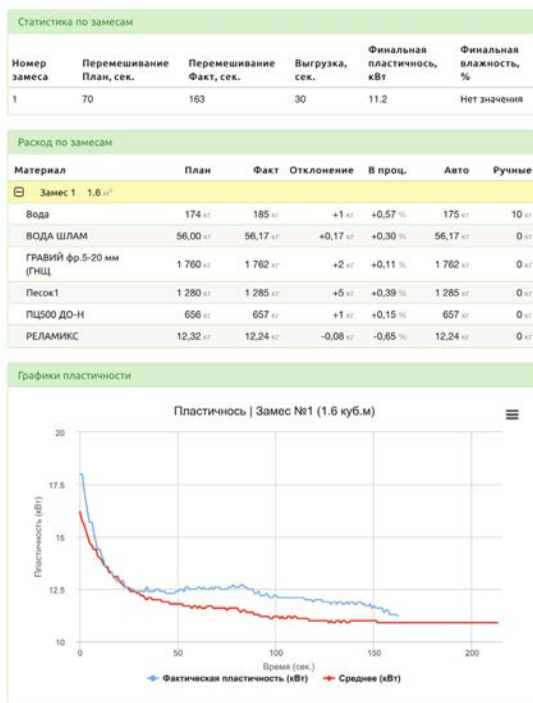 Статистика по замесам
Номер замеса Перемешивание План, сек. Перемешивание Факт, сек. Выгрузка, сек. Финальная пластичнось, кВт Финальная влажность, %
1 70 163 30 11.2 Нет значения
Расход по замесам
Материал План Факт Отклонение В проц. Авто Ручные
Замес 1 1.6 м³
Вода 174 кг 185 кг +1 кг +0,57 % 175 кг 10 кг
ВОДА ШЛАМ 56,00 кг 56,17 кг +0,17 кг +0,30 % 56,17 кг 0 кг
ГРАВИЙ фр.5-20 мм (ГНЩ 1 760 кг 1 762 кг +2 кг +0,11 % 1 762 кг 0 кг
Песок1 1 280 кг 1 285 кг +5 кг +0,39 % 1 285 кг 0 кг
ПЦ500 ДО-Н 656 кг 657 кг +1 кг +0,15 % 657 кг 0 кг
РЕЛАМИКС 12,32 кг 12,24 кг -0,08 кг -0,65 % 12,24 кг 0 кг
Графики пластичности
Пластичнось | Замес №1 (1.6 куб.м)
Пластичность (кВт)
20
17.5
15
12.5
10
0 50 100 150 200
Время (сек.)
Фактическая пластичность (кВт) Среднее (кВт)